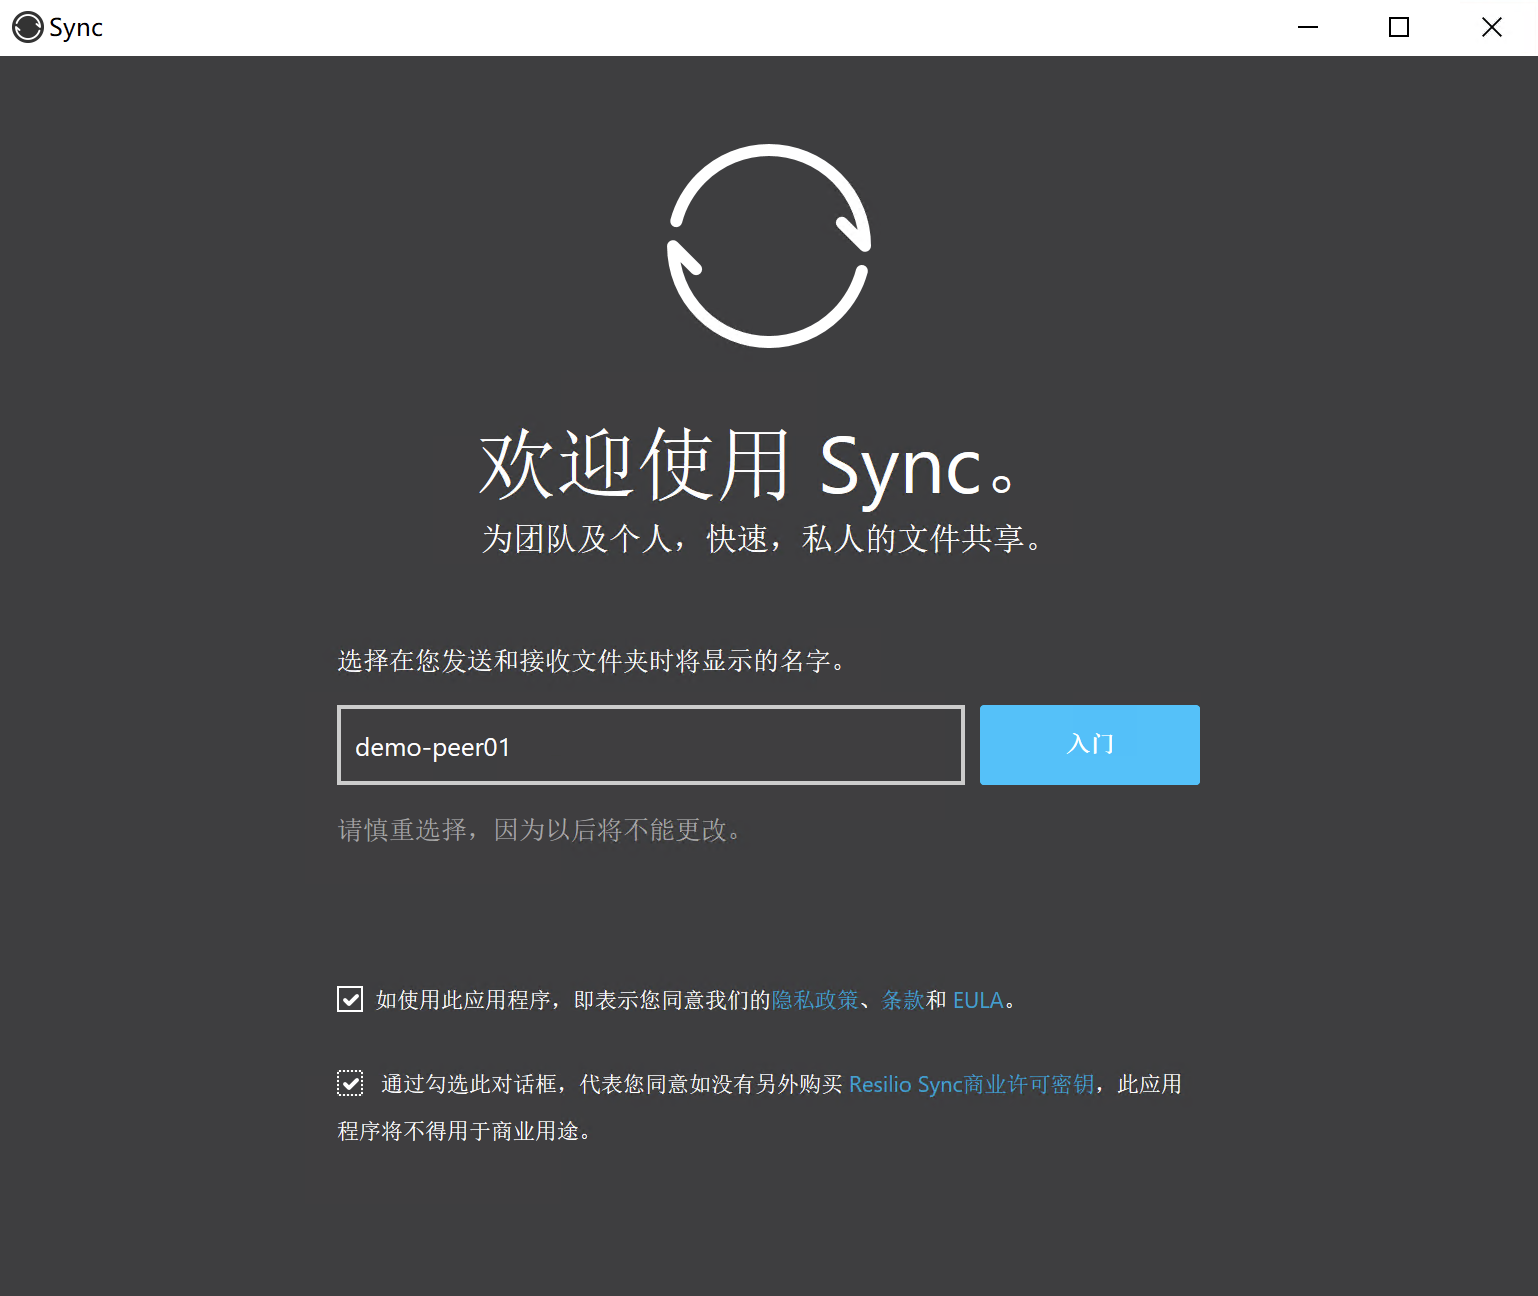 Sync
欢迎使用 Sync。
为团队及个人，快速，私人的文件共享。
选择在您发送和接收文件夹时将显示的名字。
demo-peer01
入门
请慎重选择，因为以后将不能更改。
如使用此应用程序，即表示您同意我们的隐私政策、条款和 EULA。
通过勾选此对话框，代表您同意如没有另外购买 Resilio Sync商业许可密钥，此应用
程序将不得用于商业用途。